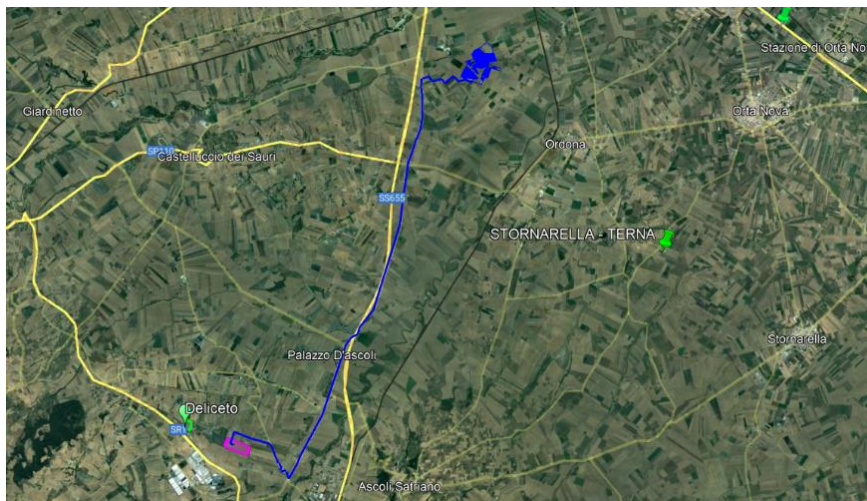 Stazione di Orta No
Giardinetto
Orta Nova
Ordona
SP110
Castelluccio dei Sauri
SS655
STORNARELLA - TERNA
Stornarella
Palazzo D'ascoli
Deliceto
SR1
Ascoli Satriano